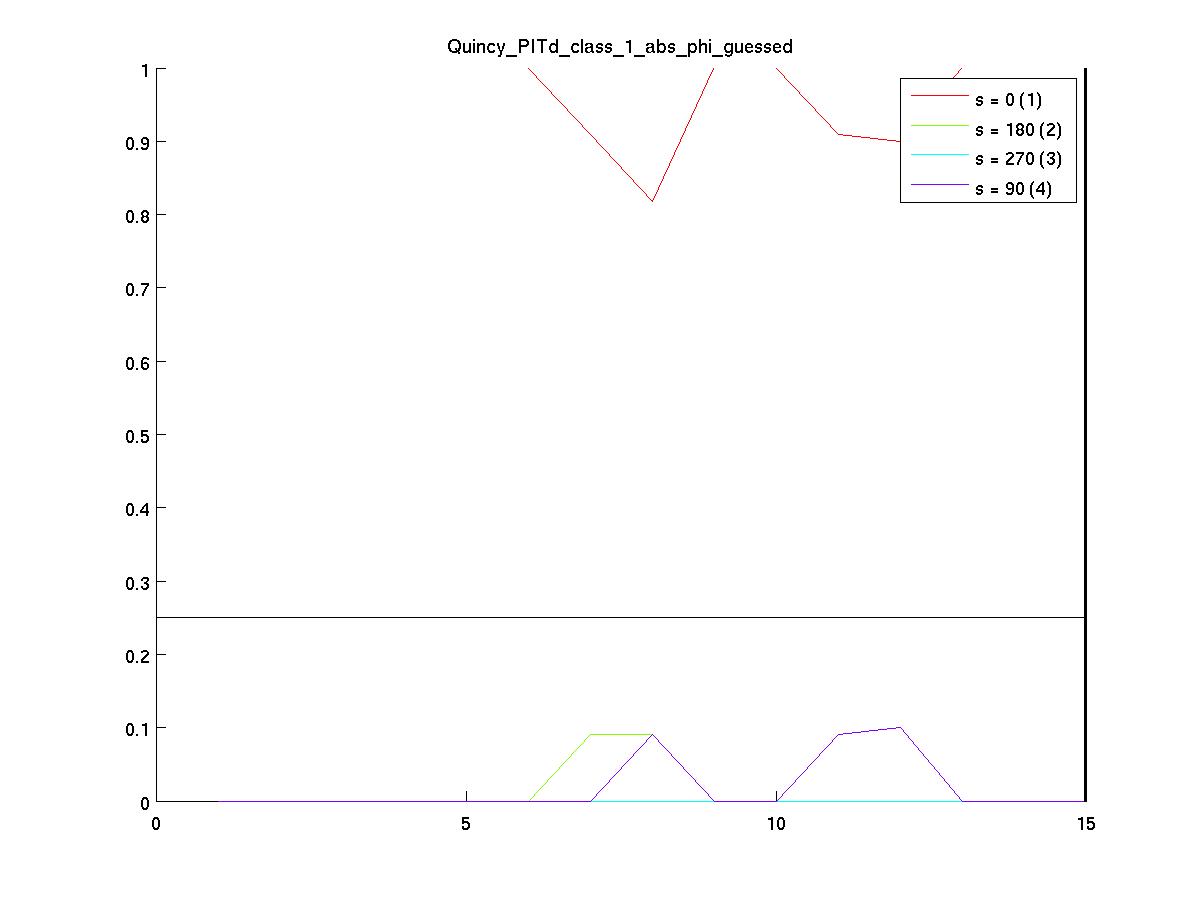 Quincy_PITd_class_1_abs_phi_guessed
1
0.9
0.8
0.7
0.6
0.5
0.4
0.3
0.2
0.1
0
s = 0 (1)
s = 180 (2)
s = 270 (3)
s = 90 (4)
0 5 10 15